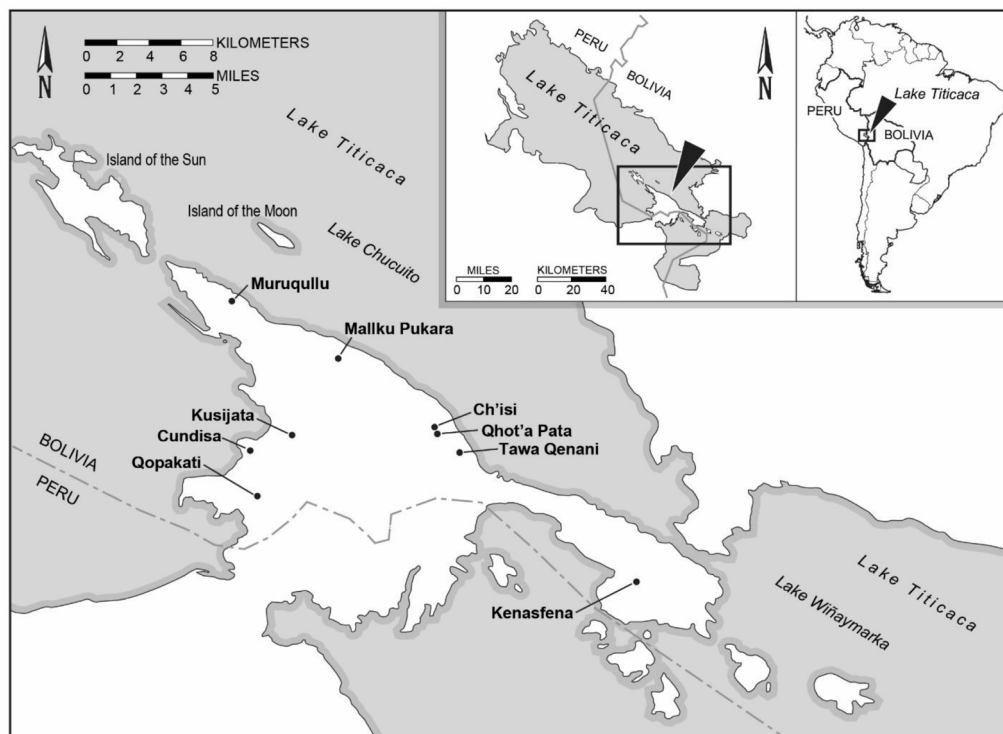 KILOMETERS
0 2 4 6 8
MILES
0 1 2 3 4 5
N
Lake Titicaca
Island of the Sun
Island of the Moon
Lake Chucuito
Muruqullu
Mallku Pukara
Ch'isi
Qhot'a Pata
Tawa Qenani
Kusijata
Cundisa
Qopakati
BOLIVIA
PERU
Kenasfena
Lake Titicaca
Lake Wiñaymarka
PERU
BOLIVIA
Lake Titicaca
N
MILES
0 10 20
KILOMETERS
0 20 40
Lake Titicaca
PERU
BOLIVIA